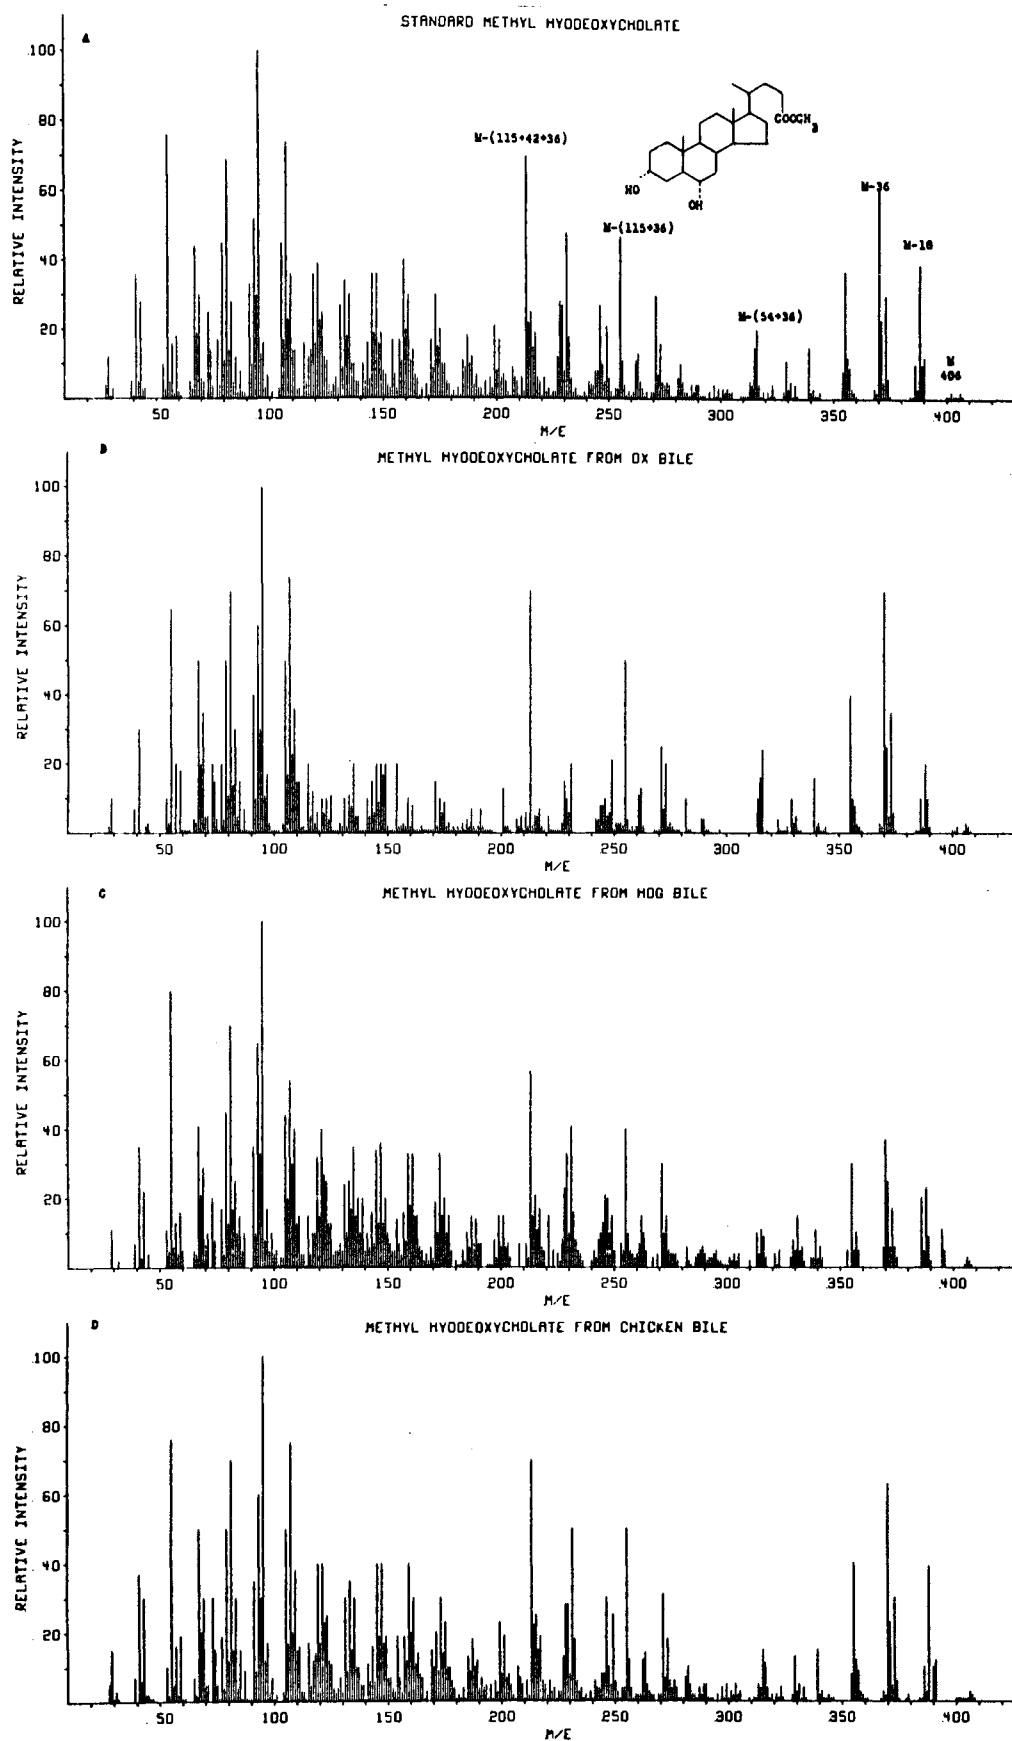 A
STANDARD METHYL HYODEOXYCHOLATE
RELATIVE INTENSITY
100
80
60
40
20
M-(115+42+36)
M-(115+36)
M-(54+36)
M-36
M-18
M
406
COOCH3
HO
OH
50 100 150 200 250 300 350 400
M/E
METHYL HYODEOXYCHOLATE FROM OX BILE
RELATIVE INTENSITY
100
80
60
40
20
50 100 150 200 250 300 350 400
M/E
C
METHYL HYODEOXYCHOLATE FROM HOG BILE
RELATIVE INTENSITY
100
80
60
40
20
50 100 150 200 250 300 350 400
M/E
D
METHYL HYODEOXYCHOLATE FROM CHICKEN BILE
RELATIVE INTENSITY
100
80
60
40
20
50 100 150 200 250 300 350 400
M/E